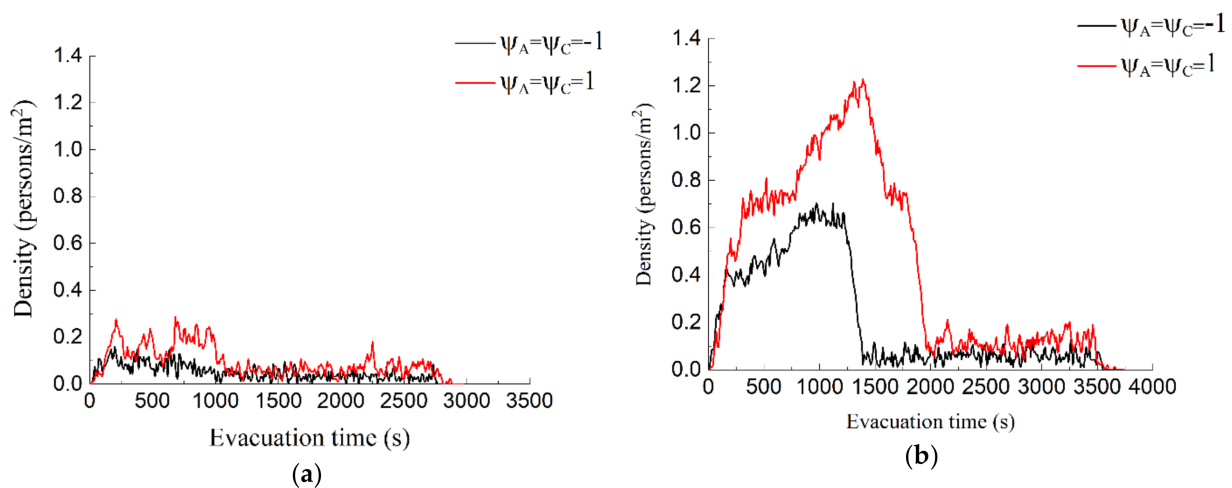 ψA=ψC=-1
ψA=ψC=1
1.4
1.2
1.0
0.8
0.6
0.4
0.2
0.0
Density (persons/m²)
0 500 1000 1500 2000 2500 3000 3500
Evacuation time (s)
(a)
ψA=ψC=-1
ψA=ψC=1
1.4
1.2
1.0
0.8
0.6
0.4
0.2
0.0
Density (persons/m²)
0 500 1000 1500 2000 2500 3000 3500 4000
Evacuation time (s)
(b)